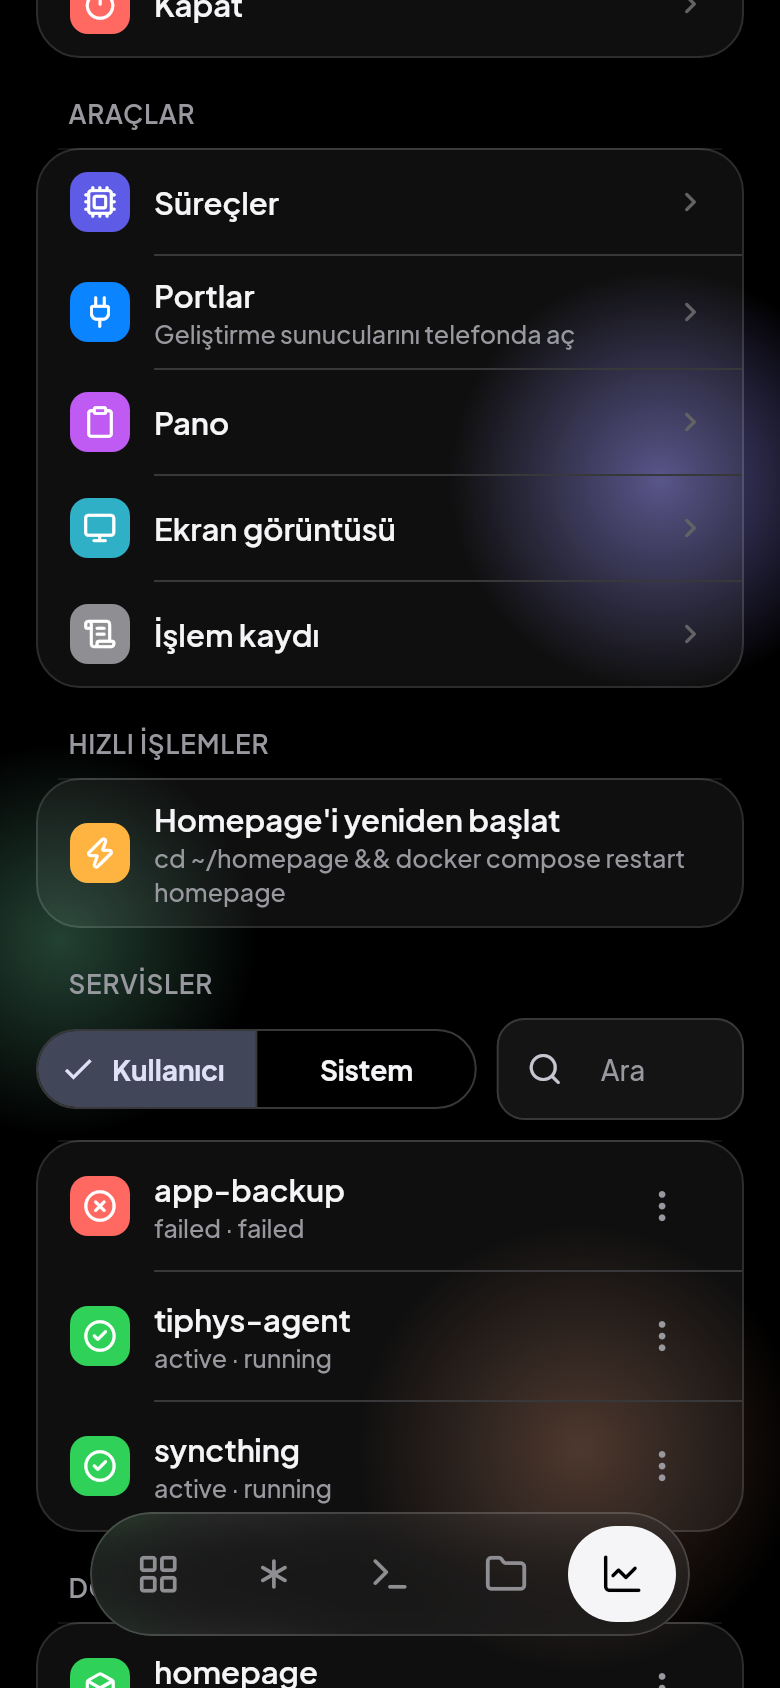 Kapat
ARAÇLAR
Süreçler
Portlar
Geliştirme sunucularını telefonda aç
Pano
Ekran görüntüsü
İşlem kaydı
HIZLI İŞLEMLER
Homepage'i yeniden başlat
cd ~/homepage && docker compose restart
homepage
SERVİSLER
Kullanıcı
Sistem
Ara
app-backup
failed · failed
tiphys-agent
active · running
syncthing
active · running
homepage